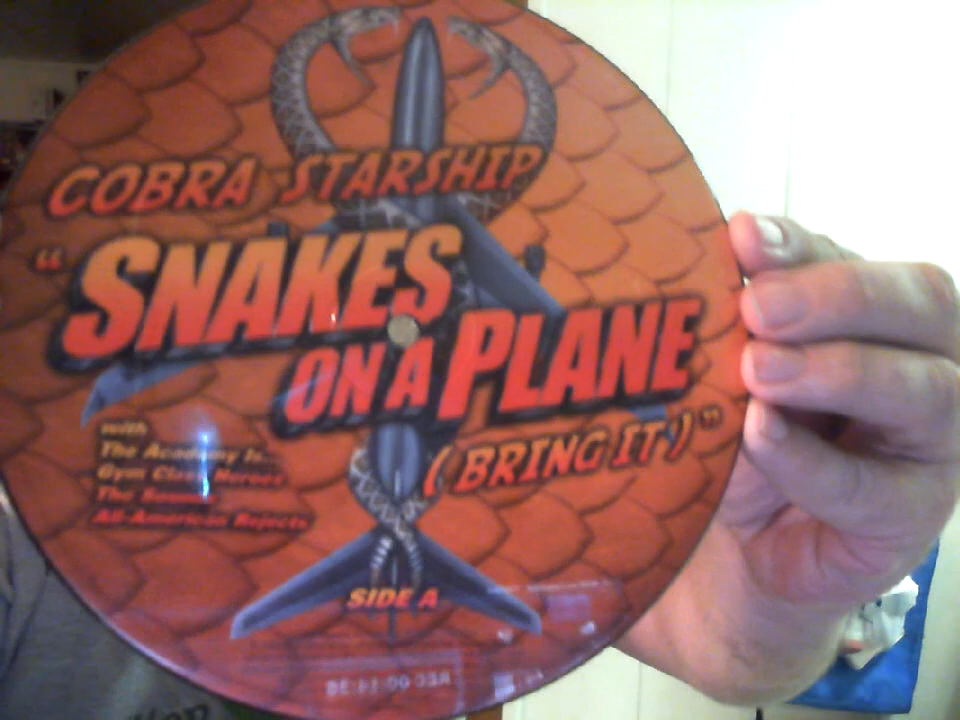 COBRA STARSHIP
"SNAKES
ON A PLANE
(BRING IT)"
with
The Academy Is...
Gym Class Heroes
The Sounds
All-American Rejects
SIDE A